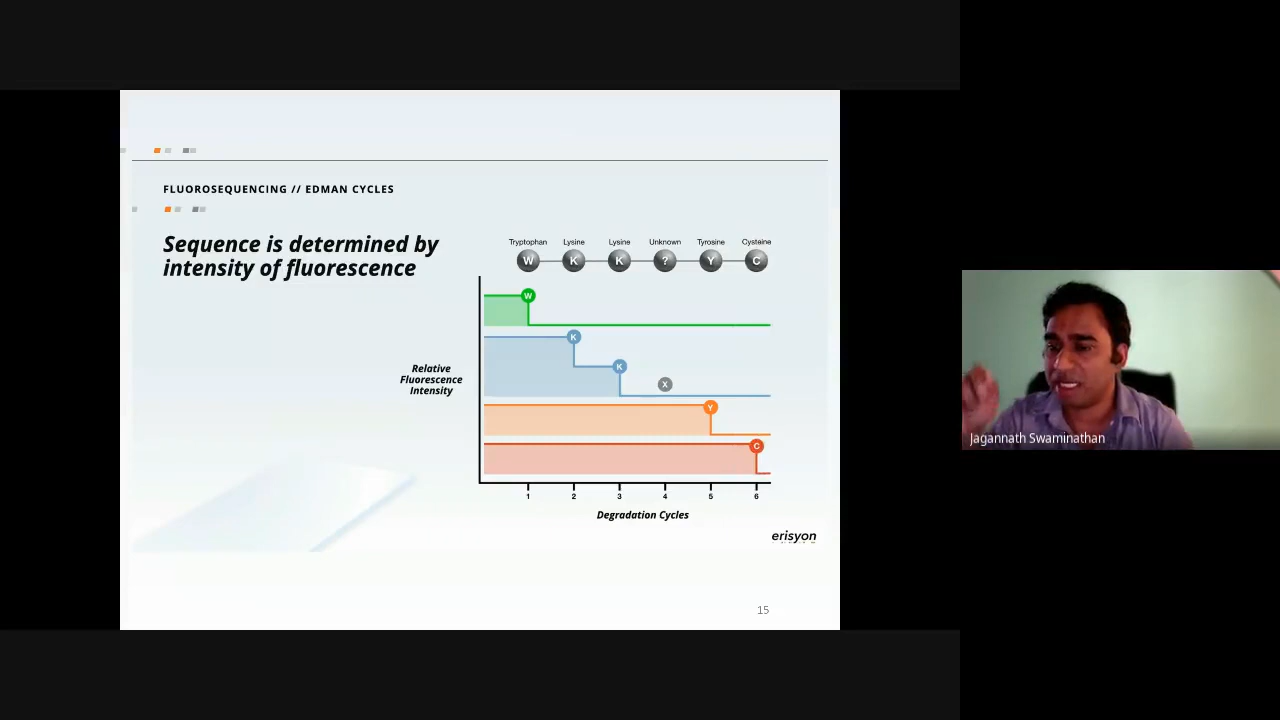 FLUOROSEQUENCING // EDMAN CYCLES
Sequence is determined by
intensity of fluorescence
Tryptophan Lysine Lysine Unknown Tyrosine Cysteine
W K K ? Y C
W
K
K
X
Y
C
Relative
Fluorescence
Intensity
1 2 3 4 5 6
Degradation Cycles
erisyon
15
Jagannath Swaminathan